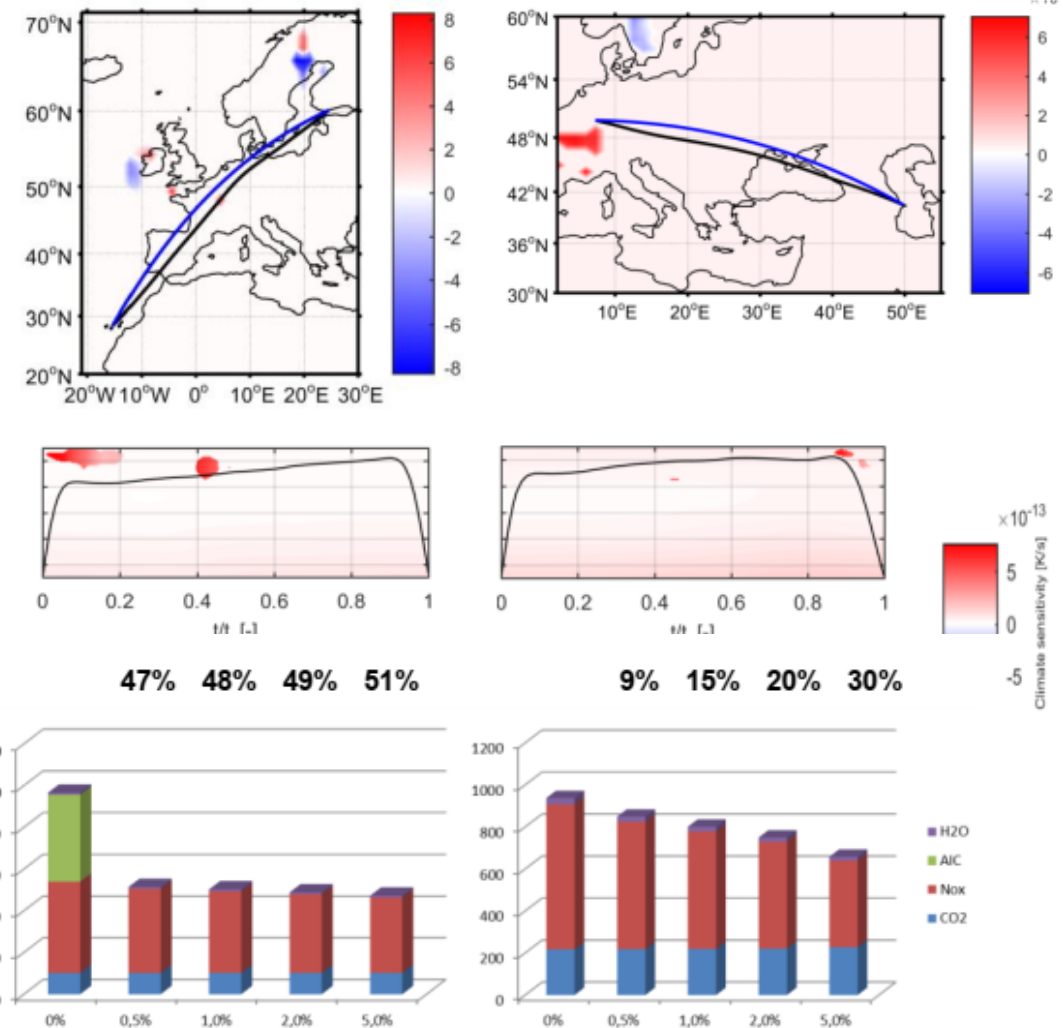 70°N
60°N
50°N
40°N
30°N
20°N
20°W 10°W 0° 10°E 20°E 30°E
8
6
4
2
0
-2
-4
-6
-8
60°N
54°N
48°N
42°N
36°N
30°N
10°E 20°E 30°E 40°E 50°E
6
4
2
0
-2
-4
-6
0 0.2 0.4 0.6 0.8 1
0 0.2 0.4 0.6 0.8 1
×10-13
5
0
-5
Climate sensitivity [K/s]
47% 48% 49% 51%
9% 15% 20% 30%
0% 0,5% 1,0% 2,0% 5,0%
1200
1000
800
600
400
200
0
0% 0,5% 1,0% 2,0% 5,0%
H2O
AIC
Nox
CO2